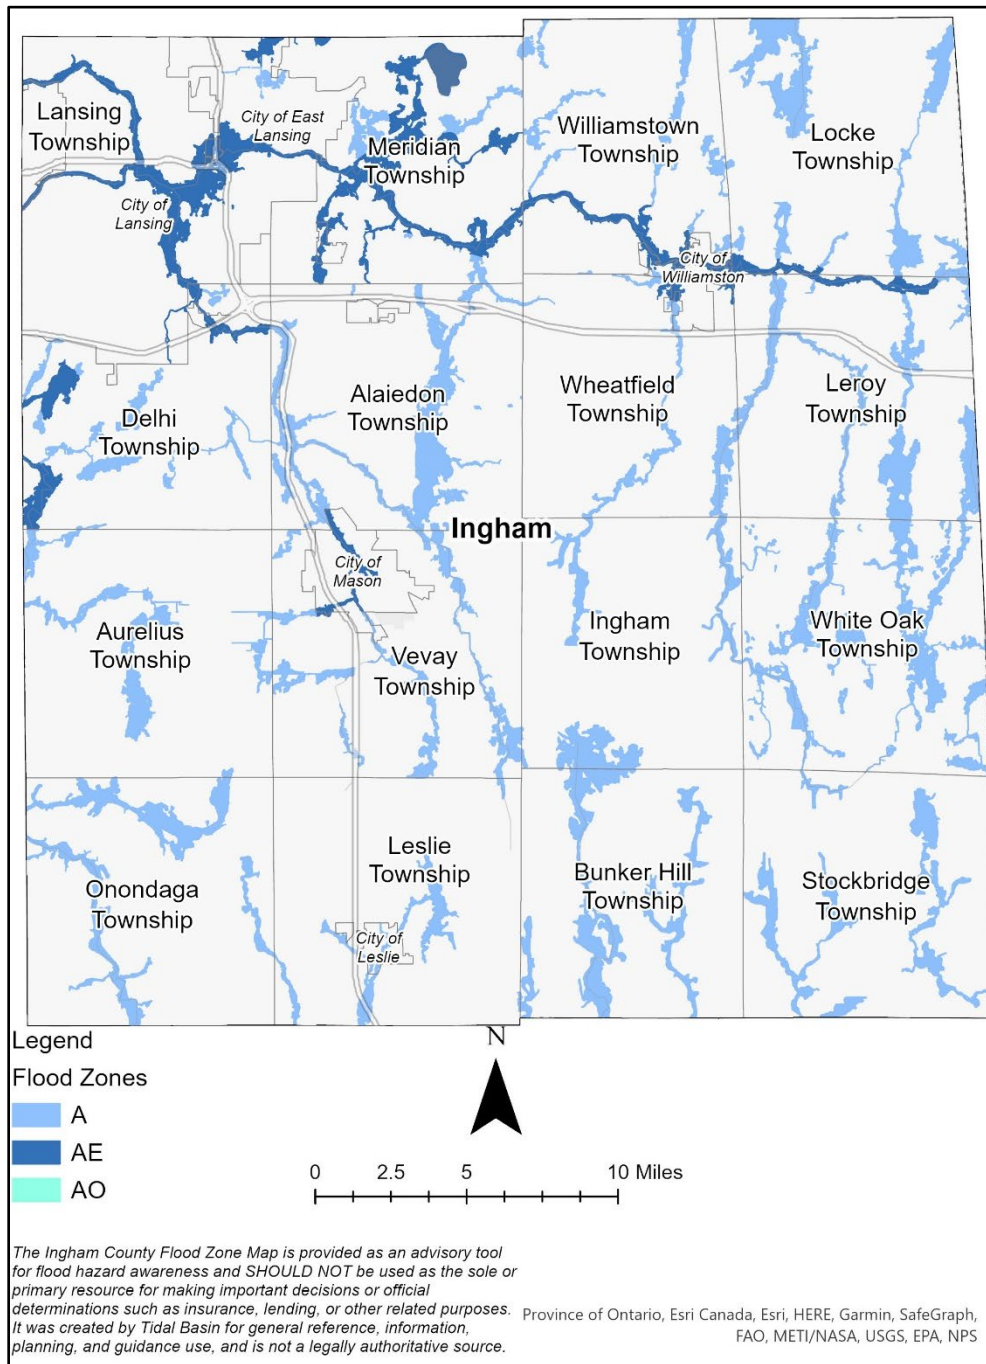 Lansing
Township
City of East
Lansing
Meridian
Township
Williamstown
Township
Locke
Township
City of
Lansing
City of
Williamston
Delhi
Township
Alaiedon
Township
Wheatfield
Township
Leroy
Township
Ingham
City of
Mason
Aurelius
Township
Vevay
Township
Ingham
Township
White Oak
Township
Onondaga
Township
Leslie
Township
City of
Leslie
Bunker Hill
Township
Stockbridge
Township
Legend
Flood Zones
A
AE
AO
N
0 2.5 5 10 Miles
The Ingham County Flood Zone Map is provided as an advisory tool
for flood hazard awareness and SHOULD NOT be used as the sole or
primary resource for making important decisions or official
determinations such as insurance, lending, or other related purposes.
It was created by Tidal Basin for general reference, information,
planning, and guidance use, and is not a legally authoritative source.
Province of Ontario, Esri Canada, Esri, HERE, Garmin, SafeGraph,
FAO, METI/NASA, USGS, EPA, NPS